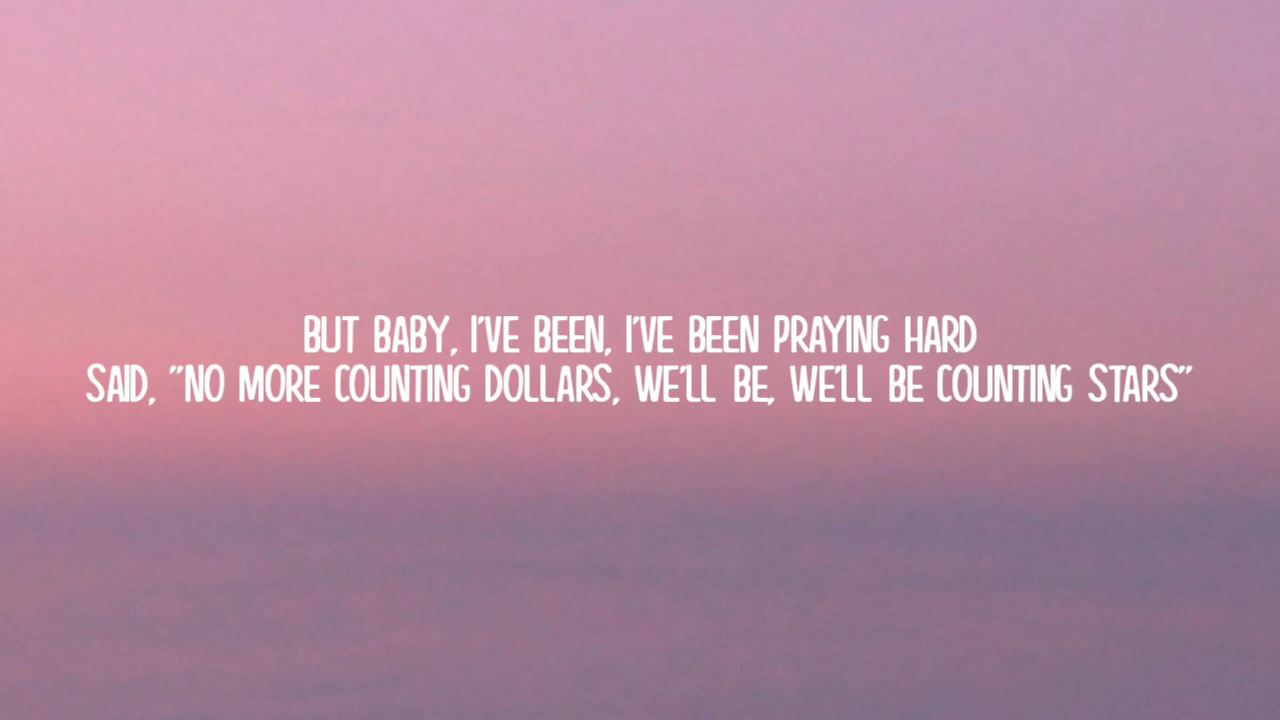 BUT BABY, I'VE BEEN, I'VE BEEN PRAYING HARD
SAID, "NO MORE COUNTING DOLLARS, WE'LL BE, WE'LL BE COUNTING STARS"